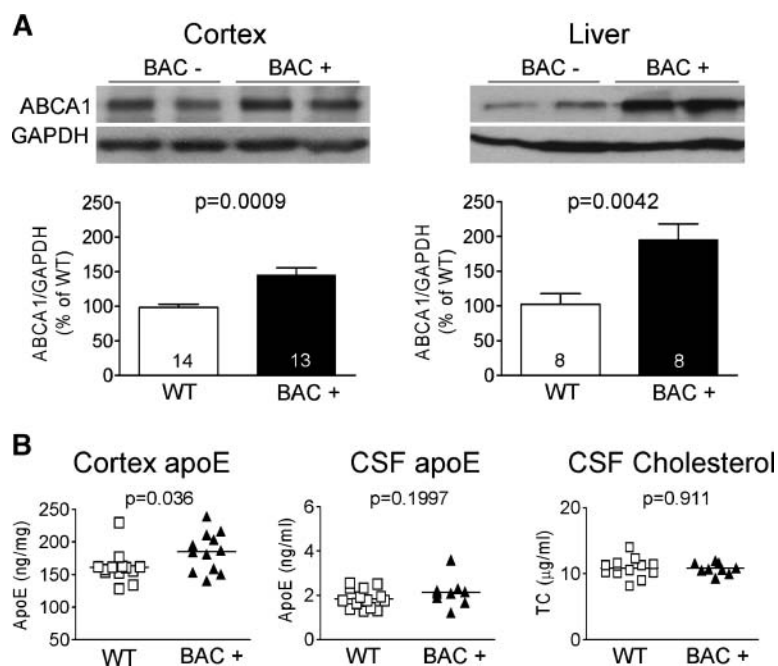 A
Cortex
Liver
BAC - BAC +
BAC - BAC +
ABCA1
GAPDH
p=0.0009
p=0.0042
ABCA1/GAPDH
(% of WT)
250
200
150
100
50
0
14
13
WT
BAC +
ABCA1/GAPDH
(% of WT)
250
200
150
100
50
0
8
8
WT
BAC +
B
Cortex apoE
CSF apoE
CSF Cholesterol
p=0.036
p=0.1997
p=0.911
ApoE (ng/mg)
250
200
150
100
50
WT
BAC +
ApoE (ng/ml)
6
4
2
0
WT
BAC +
TC (μg/ml)
20
10
0
WT
BAC +